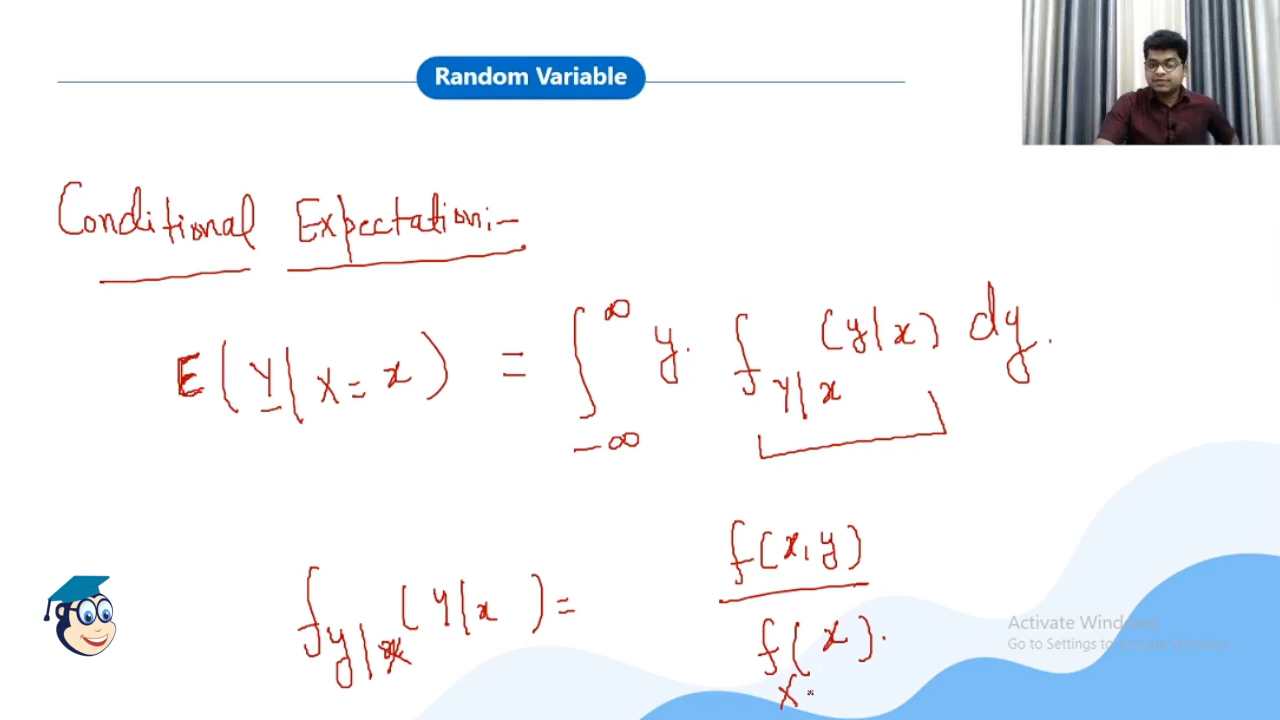 Random Variable
Conditional Expectation:-
E(Y|X=x) = ∫_{-∞}^{∞} y. f_{Y|x}(y|x) dy.
f_{y|x}(Y|x) = f(x,y) / f_X(x).
Activate Windows
Go to Settings to activate Windows.